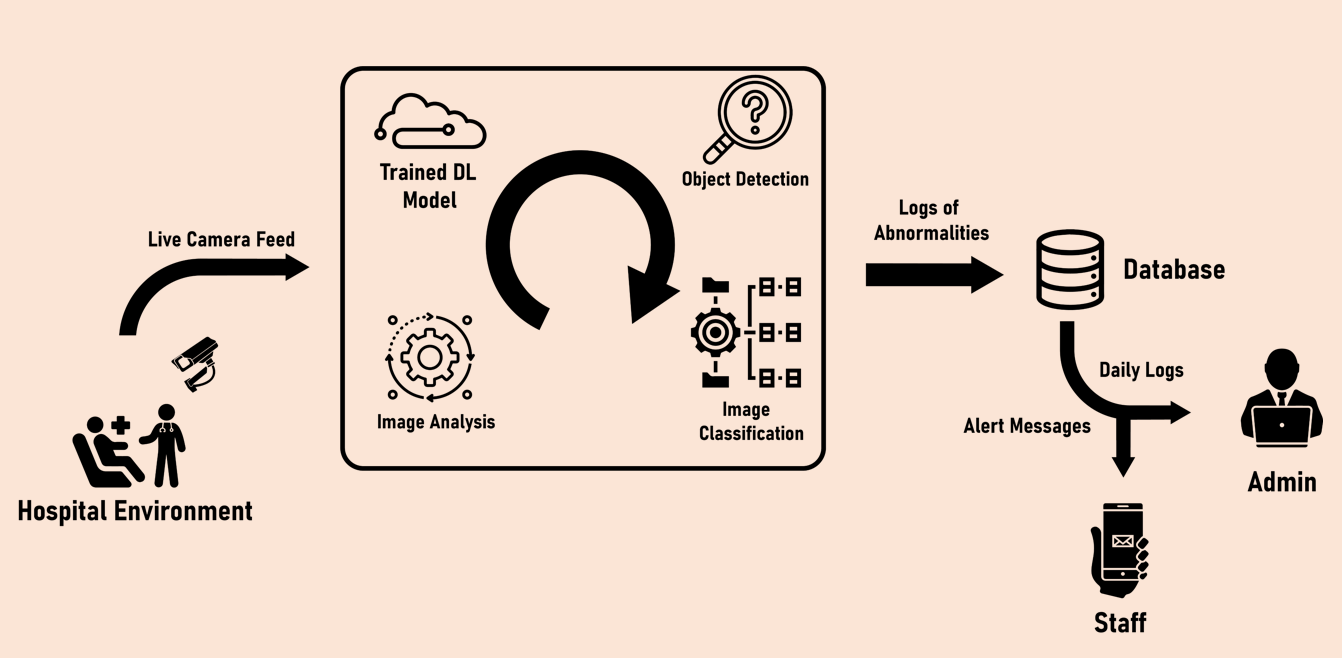 Live Camera Feed
Hospital Environment
Trained DL
Model
Object Detection
Image Analysis
Image
Classification
Logs of
Abnormalities
Database
Daily Logs
Alert Messages
Admin
Staff